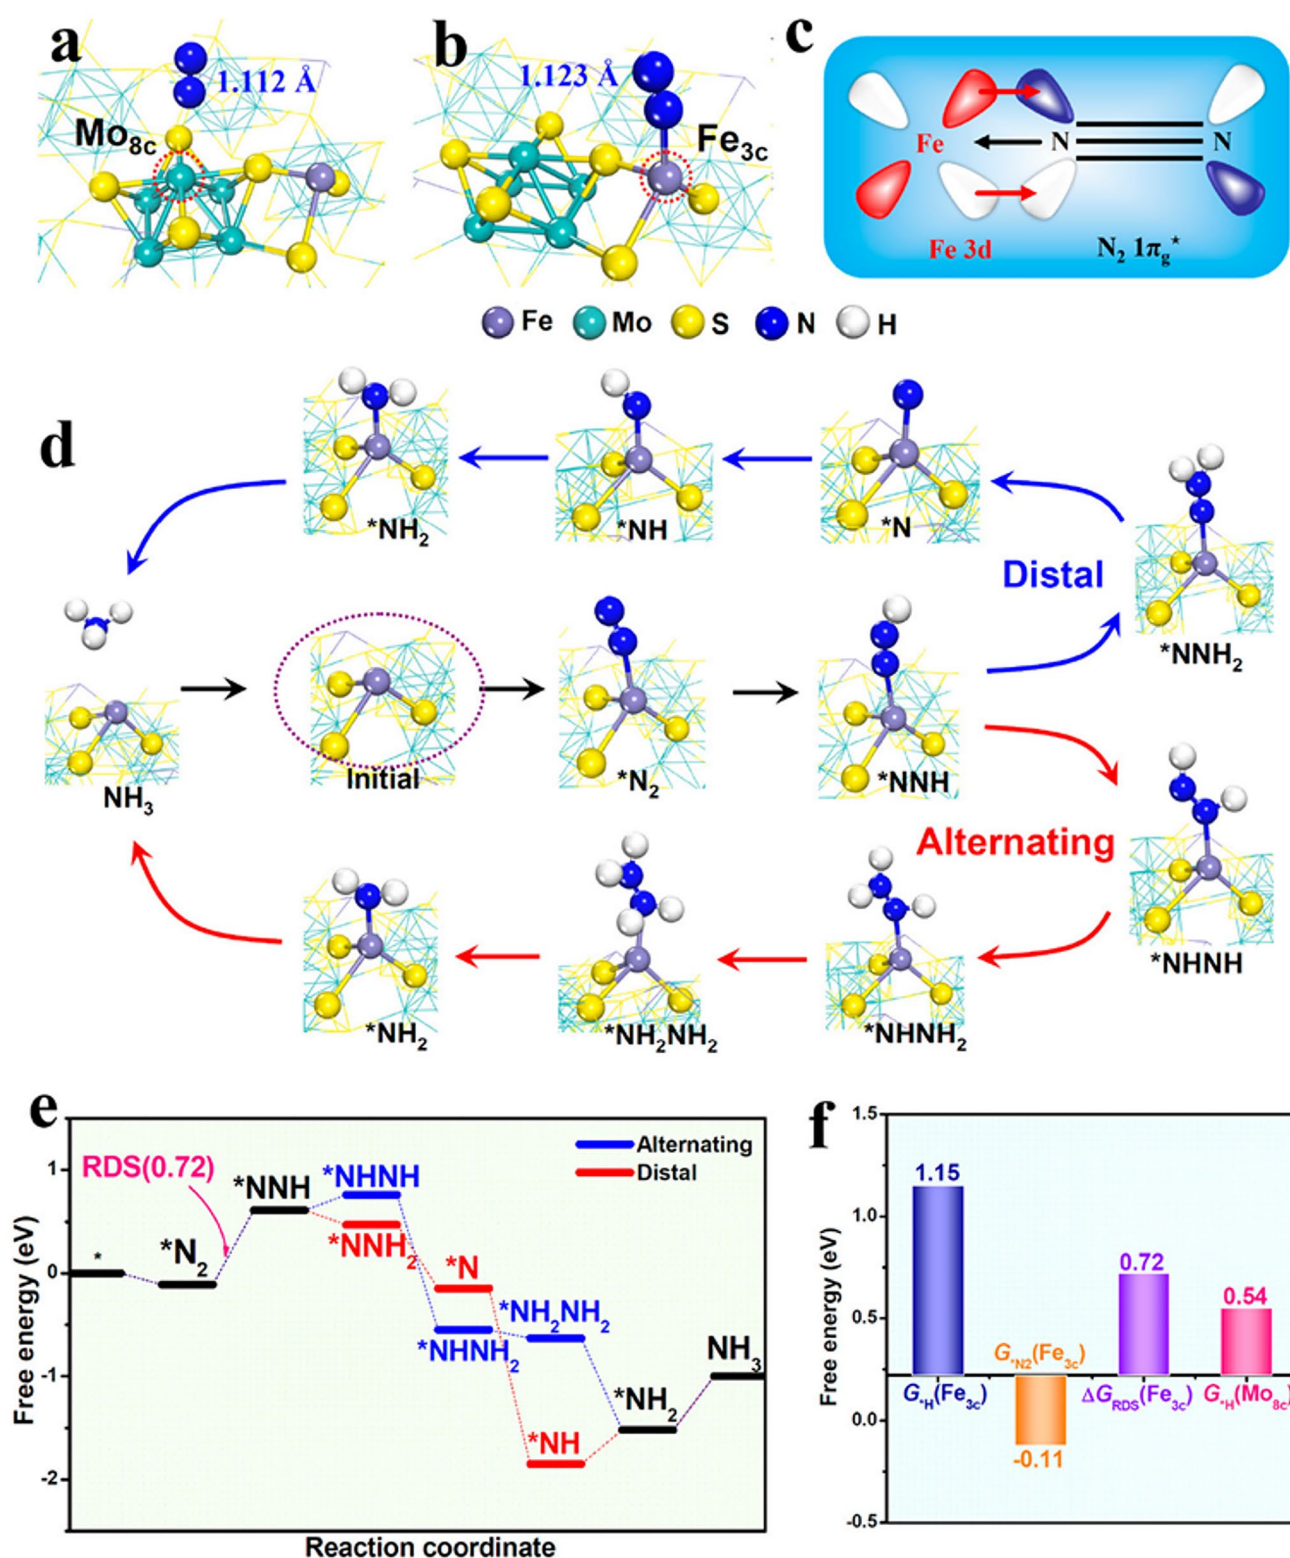 a
1.112 Å
Mo8c
b
1.123 Å
Fe3c
c
Fe
N
N
Fe 3d
N2 1πg*
Fe Mo S N H
d
*NH2
*NH
*N
Distal
*NNH2
NH3
Initial
*N2
*NNH
Alternating
*NHNH
*NH2
*NH2NH2
*NHNH2
e
Free energy (eV)
1
0
-1
-2
Alternating
Distal
RDS(0.72)
*
*N2
*NNH
*NHNH
*NNH2
*N
*NHNH2
*NH2NH2
*NH
*NH2
NH3
Reaction coordinate
f
Free energy (eV)
1.5
1.0
0.5
0.0
-0.5
1.15
G*H(Fe3c)
G*N2(Fe3c)
-0.11
0.72
ΔGRDS(Fe3c)
0.54
G*H(Mo8c)